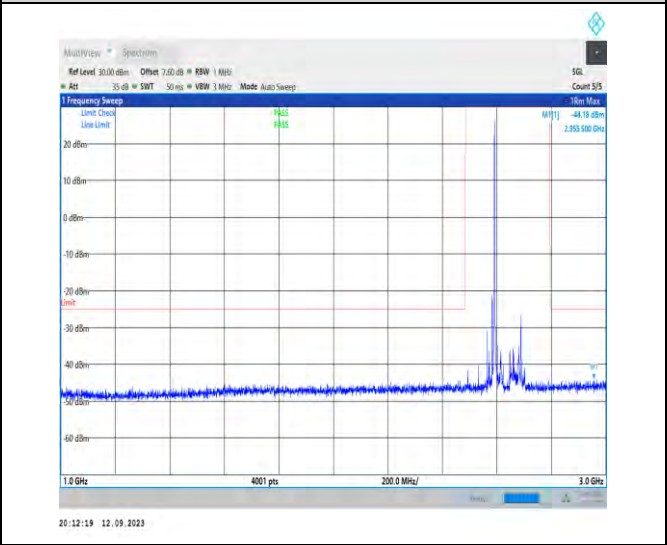 MultiView Spectrum
Ref Level 30.00 dBm Offset 7.60 dB RBW 1 MHz SGL
Att 35 dB SWT 50 ms VBW 3 MHz Mode Auto Sweep Count 5/5
1 Frequency Sweep 1Rm Max
Limit Check PASS M1[1] -44.18 dBm
Line Limit PASS 2.955 500 GHz
20 dBm
10 dBm
0 dBm
-10 dBm
-20 dBm
Limit
-30 dBm
-40 dBm
M1
-50 dBm
-60 dBm
1.0 GHz 4001 pts 200.0 MHz/ 3.0 GHz
20:12:19 12.09.2023